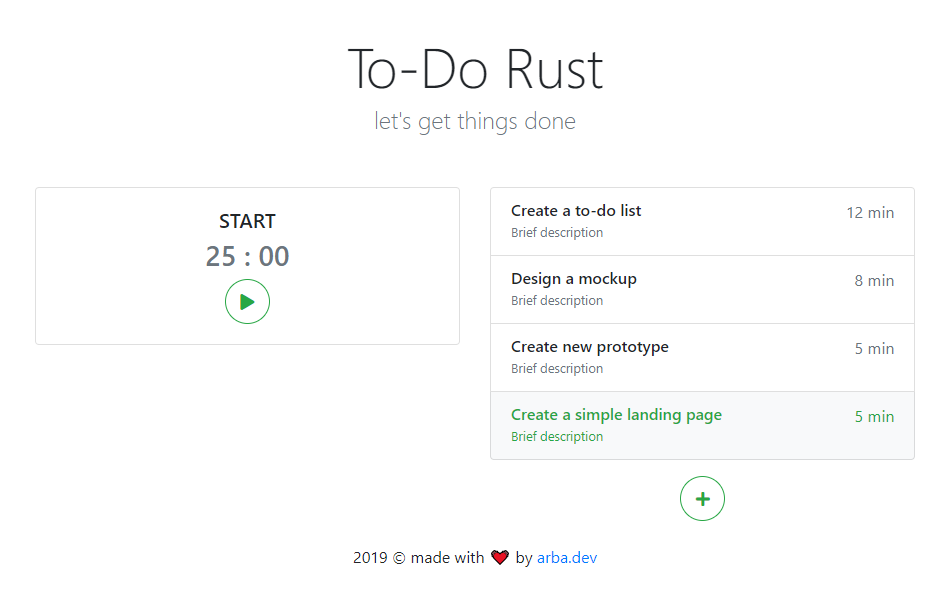 To-Do Rust
let's get things done
START
25 : 00
Create a to-do list 12 min
Brief description
Design a mockup 8 min
Brief description
Create new prototype 5 min
Brief description
Create a simple landing page 5 min
Brief description
2019 © made with ❤ by arba.dev